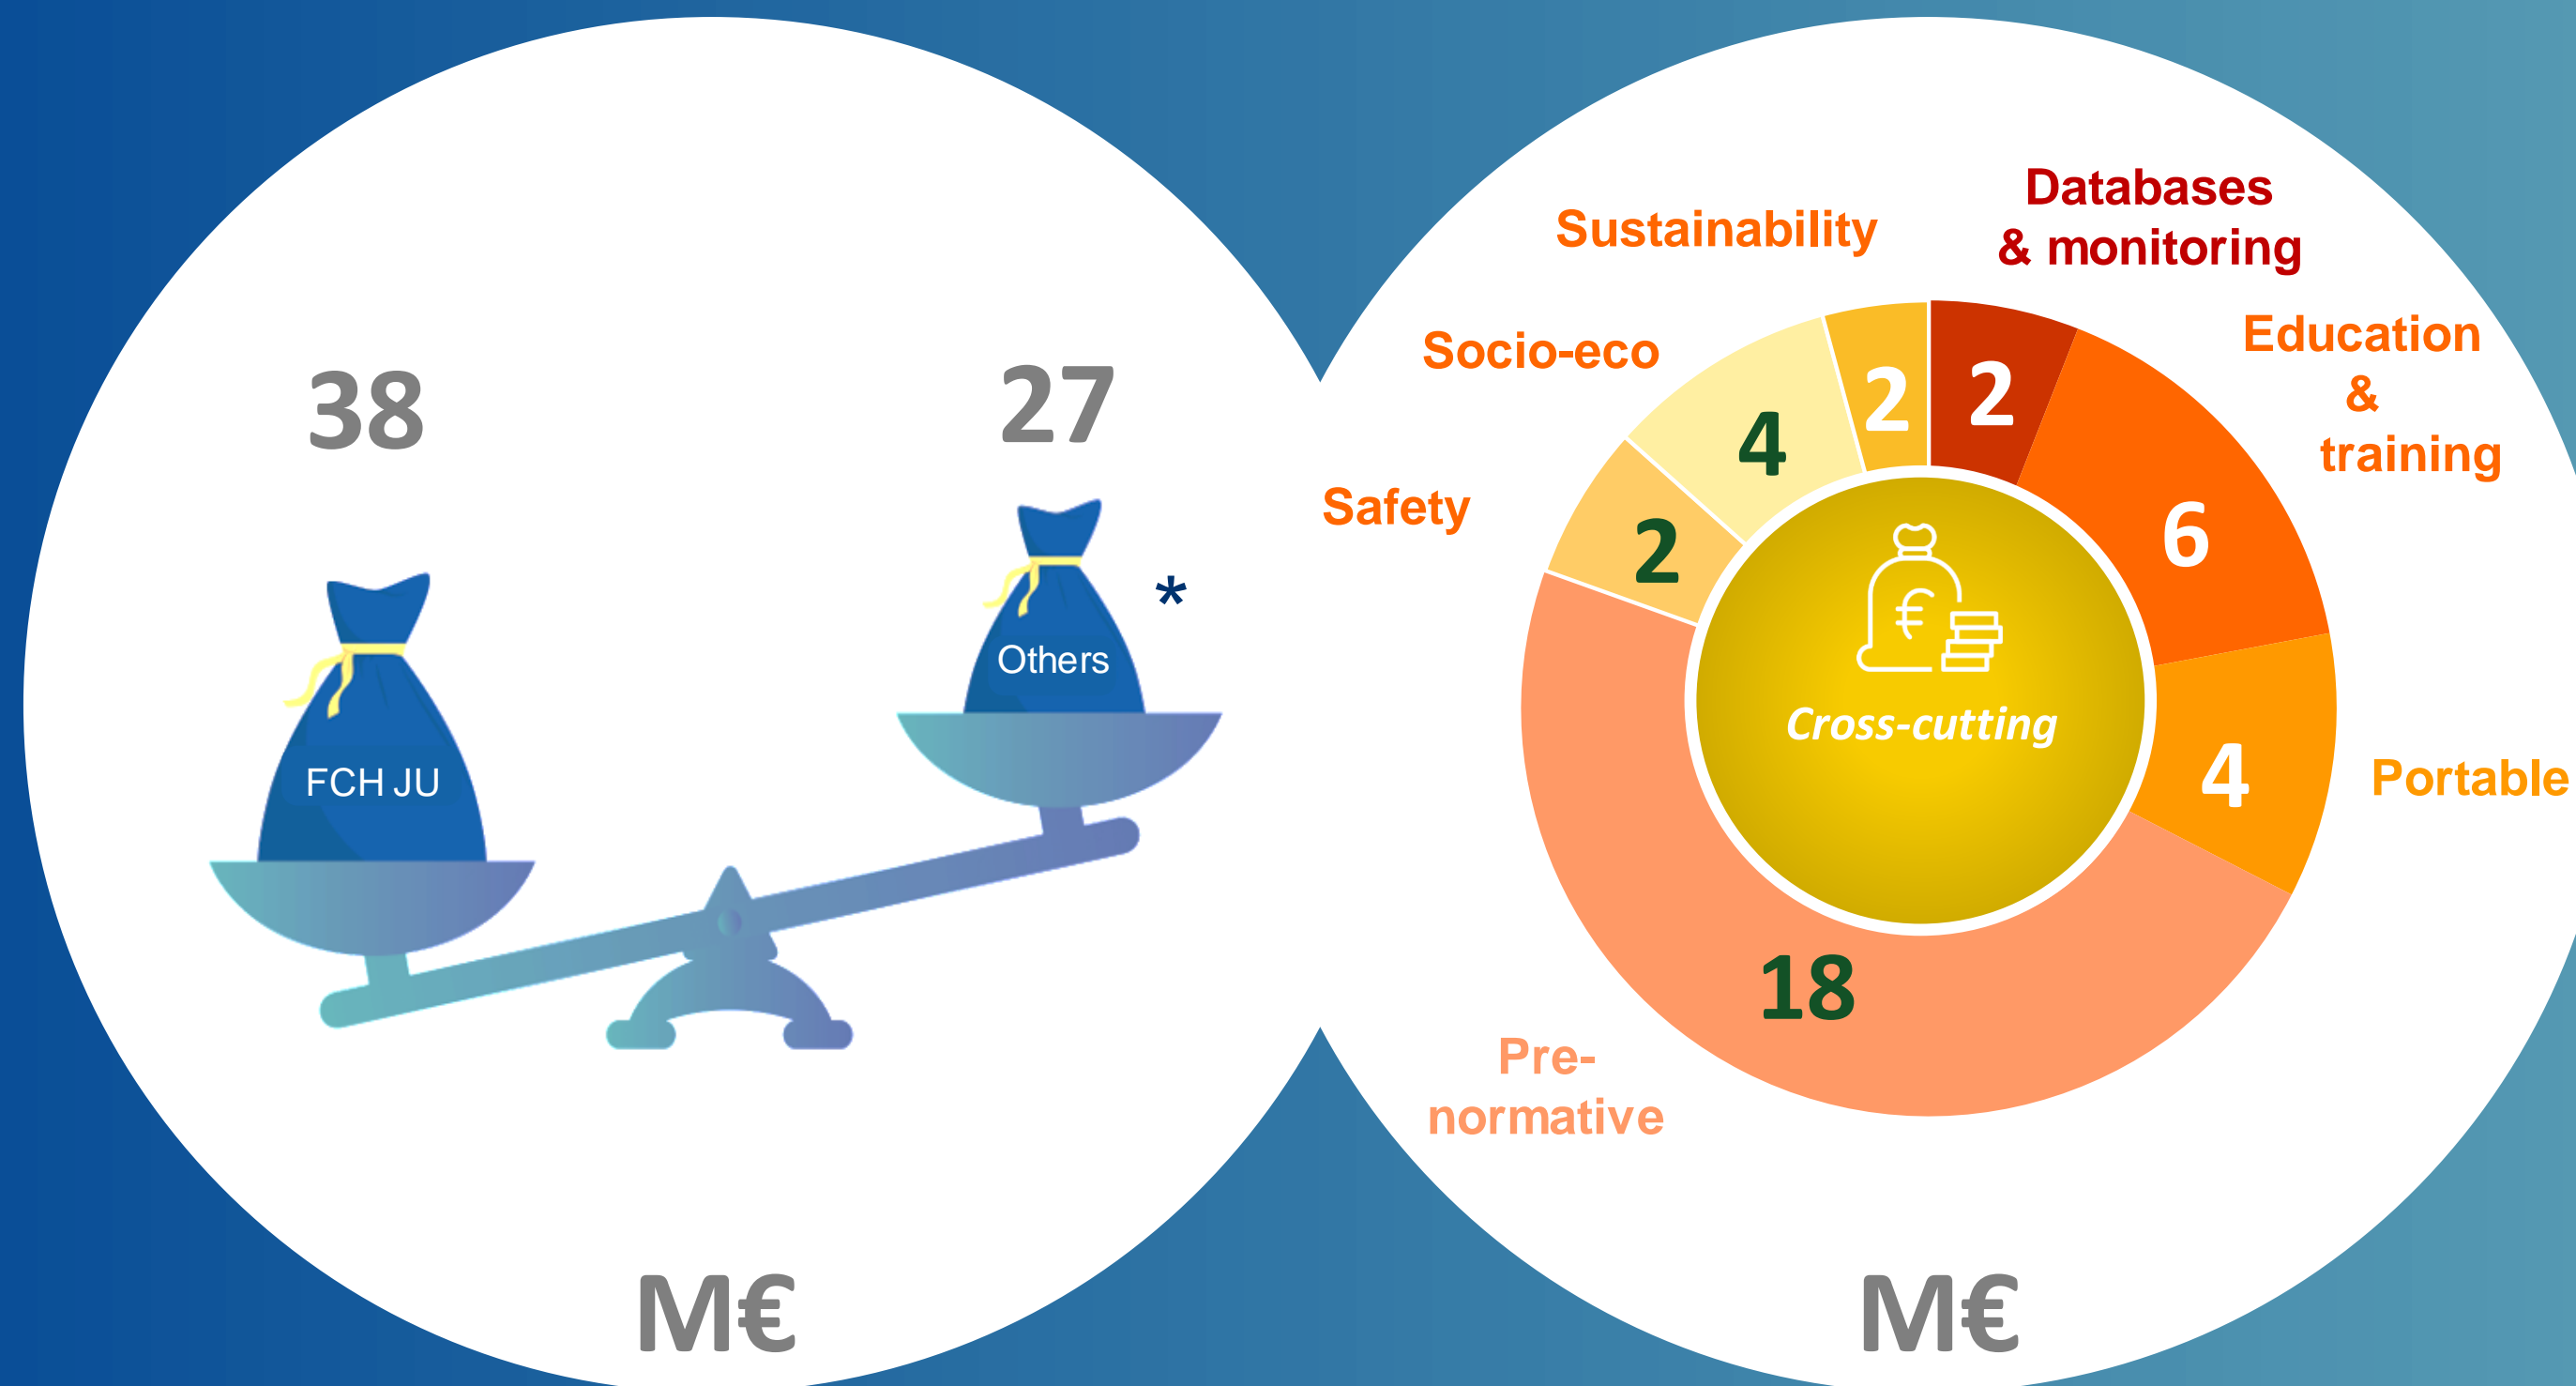 38
27
*
Others
FCH JU
M€
Databases
& monitoring
Sustainability
Education
&
training
Socio-eco
Safety
2
2
4
2
6
Portable
4
Cross-cutting
€
18
Pre-
normative
M€